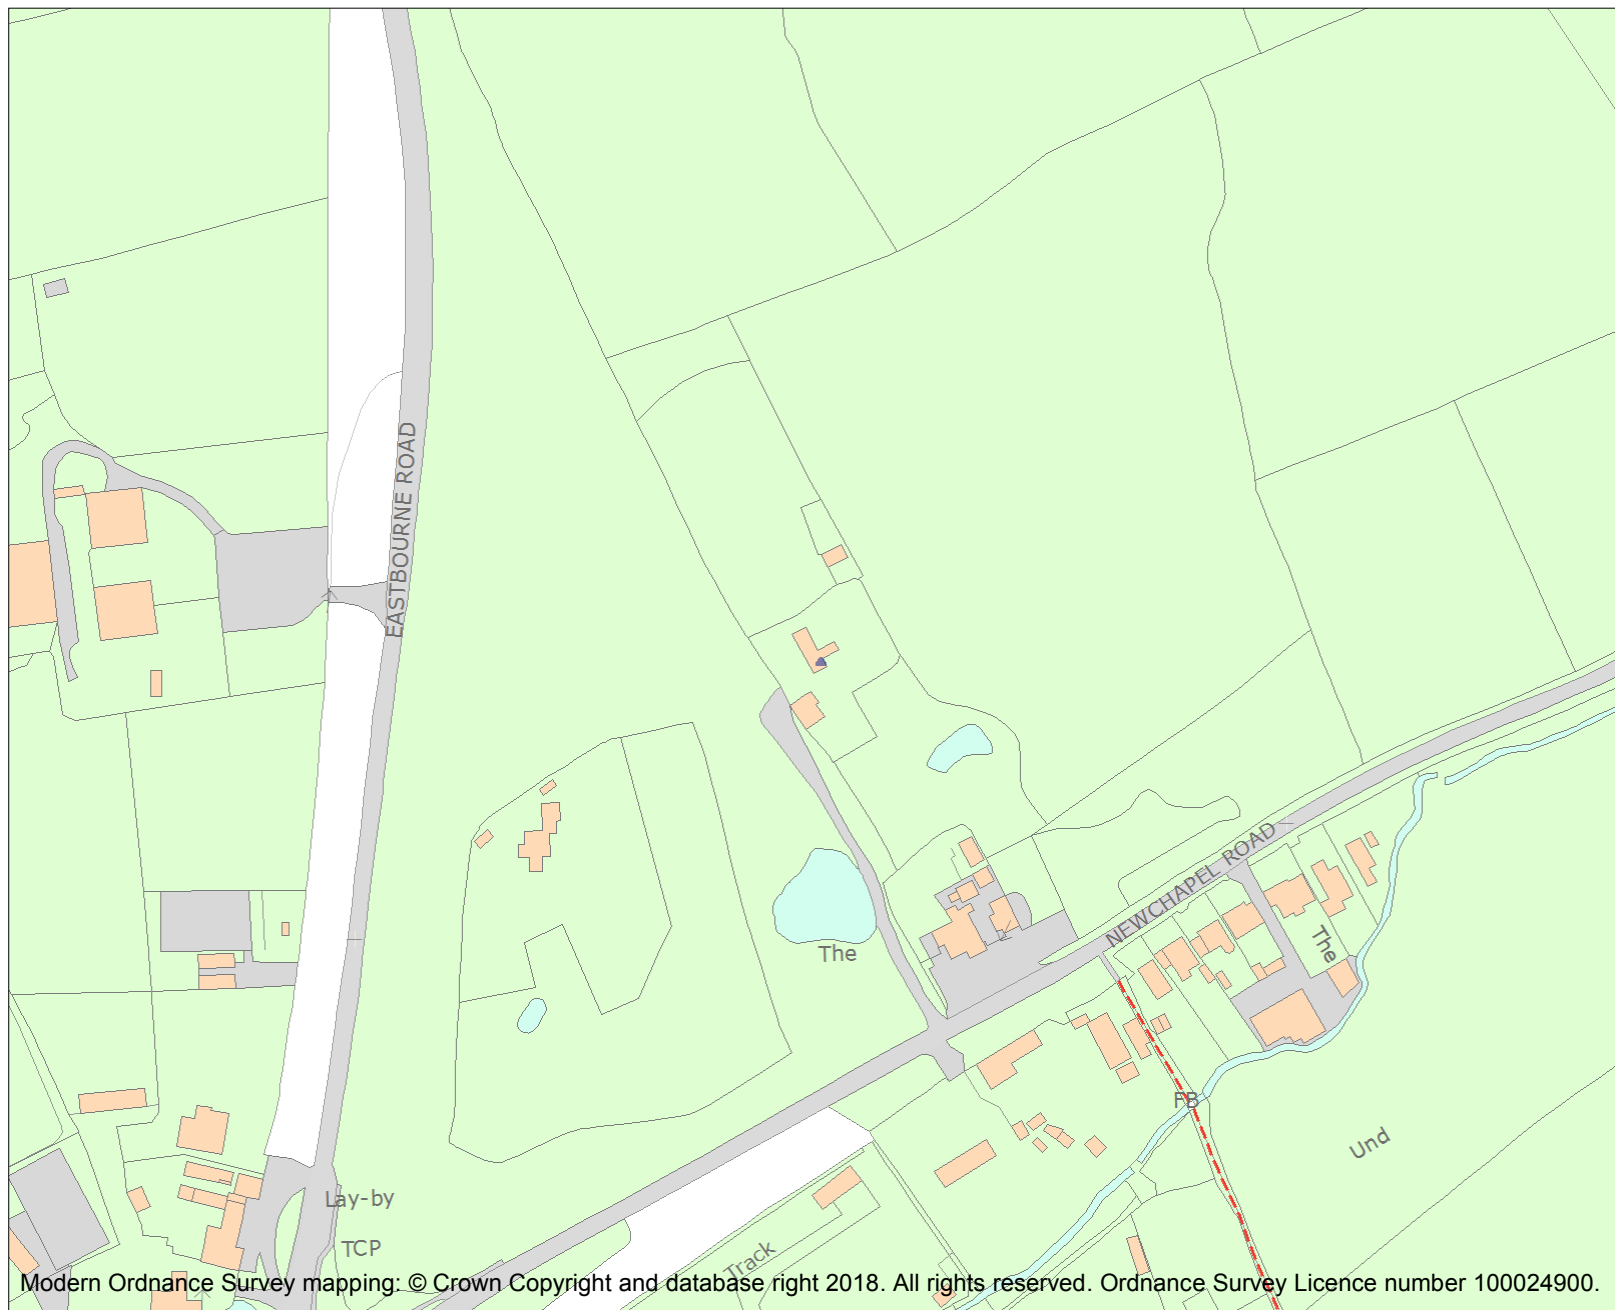 EASTBOURNE ROAD
NEWCHAPEL ROAD
The
The
FB
Und
Lay-by
TCP
Track
Modern Ordnance Survey mapping: © Crown Copyright and database right 2018. All rights reserved. Ordnance Survey Licence number 100024900.